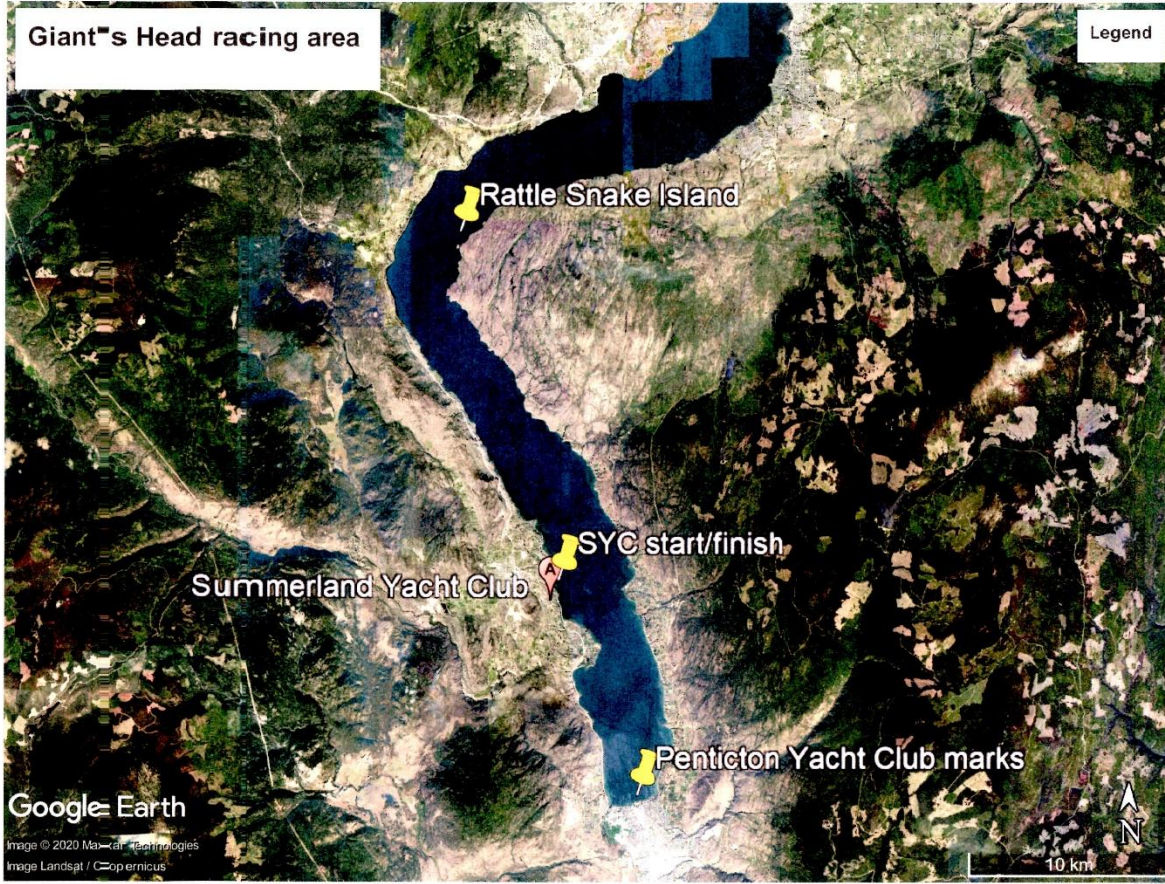 Giant"s Head racing area
Legend
Rattle Snake Island
SYC start/finish
A
Summerland Yacht Club
Penticton Yacht Club marks
Google Earth
N
Image © 2020 Maxar Technologies
10 km
Image Landsat / Copernicus